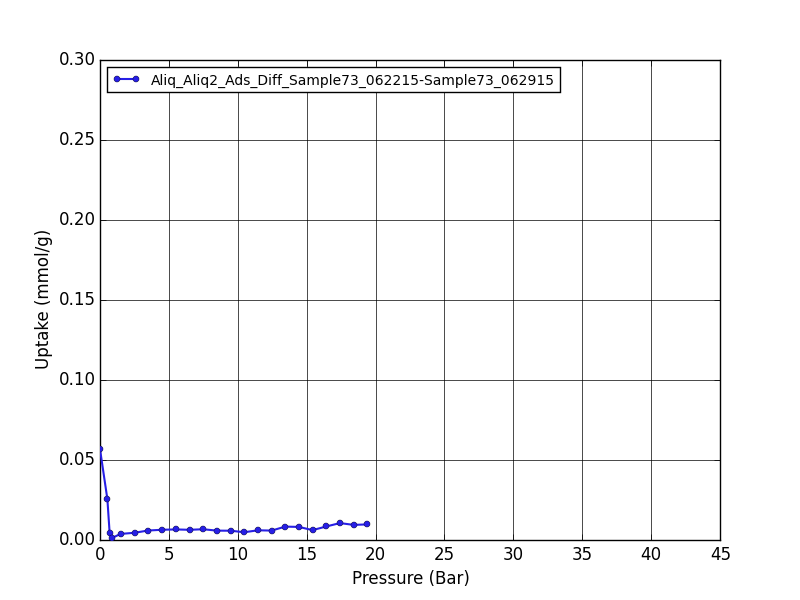 Aliq_Aliq2_Ads_Diff_Sample73_062215-Sample73_062915
0.30
0.25
0.20
0.15
0.10
0.05
0.00
Uptake (mmol/g)
0 5 10 15 20 25 30 35 40 45
Pressure (Bar)